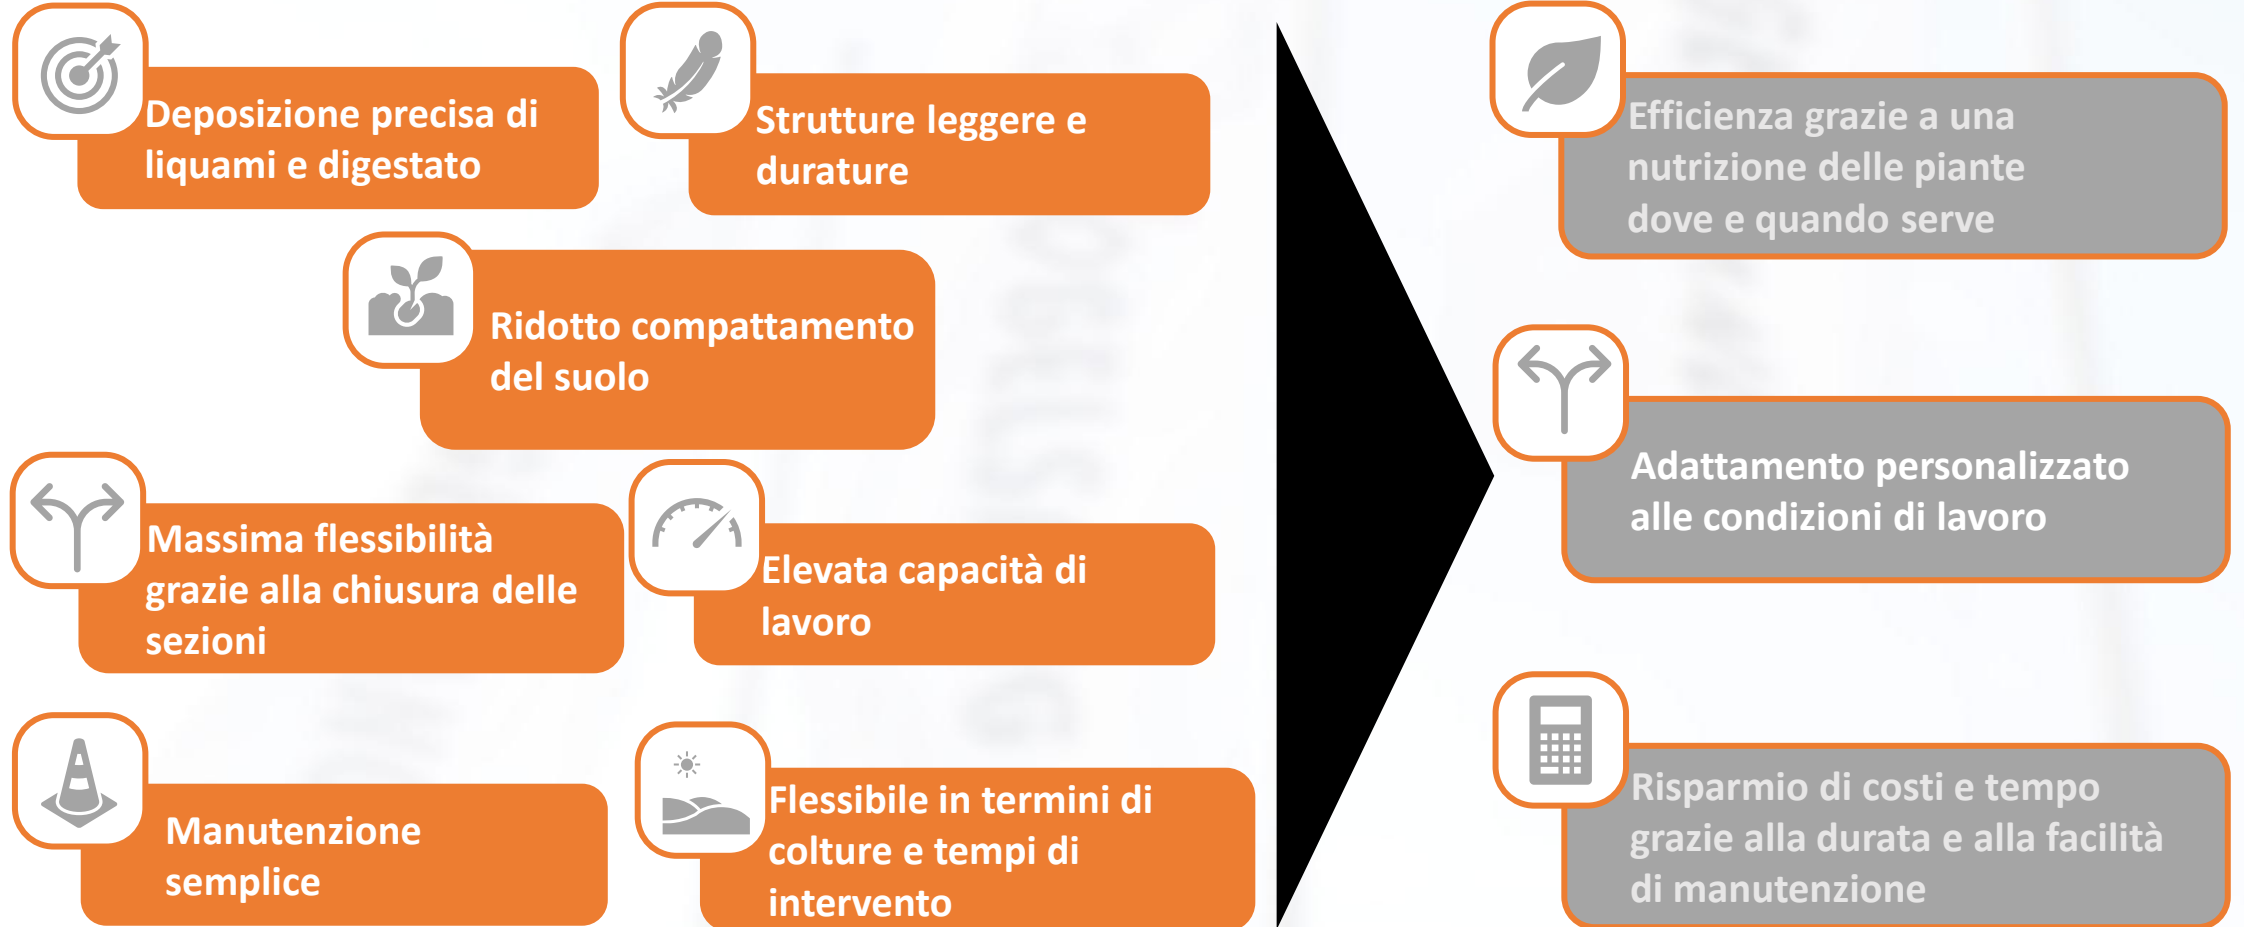 Deposizione precisa di
liquami e digestato
Strutture leggere e
durature
Ridotto compattamento
del suolo
Massima flessibilità
grazie alla chiusura delle
sezioni
Elevata capacità di
lavoro
Manutenzione
semplice
Flessibile in termini di
colture e tempi di
intervento
Efficienza grazie a una
nutrizione delle piante
dove e quando serve
Adattamento personalizzato
alle condizioni di lavoro
Risparmio di costi e tempo
grazie alla durata e alla facilità
di manutenzione